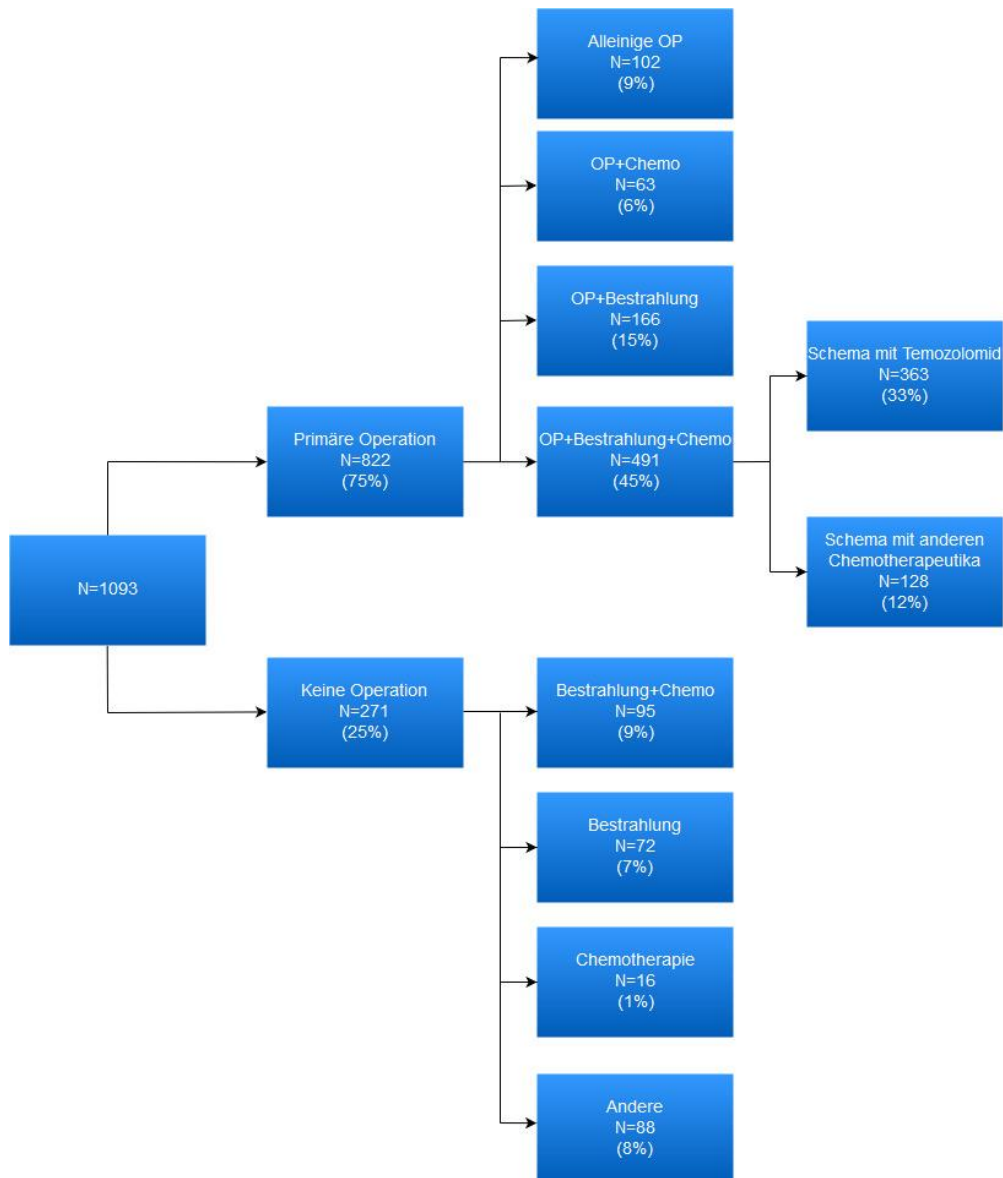 Alleinige OP
N=102
(9%)
OP+Chemo
N=63
(6%)
OP+Bestrahlung
N=166
(15%)
Schema mit Temozolomid
N=363
(33%)
Primäre Operation
N=822
(75%)
OP+Bestrahlung+Chemo
N=491
(45%)
Schema mit anderen
Chemotherapeutika
N=128
(12%)
N=1093
Keine Operation
N=271
(25%)
Bestrahlung+Chemo
N=95
(9%)
Bestrahlung
N=72
(7%)
Chemotherapie
N=16
(1%)
Andere
N=88
(8%)